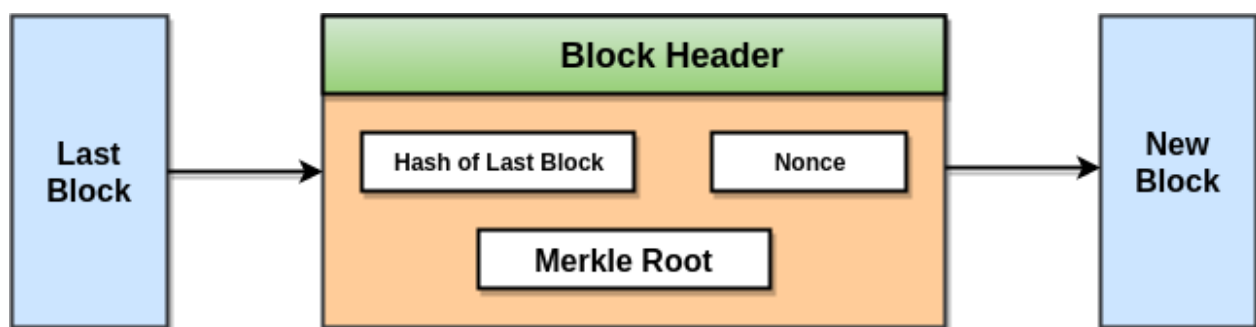 Block Header
Last
Block
Hash of Last Block
Nonce
Merkle Root
New
Block